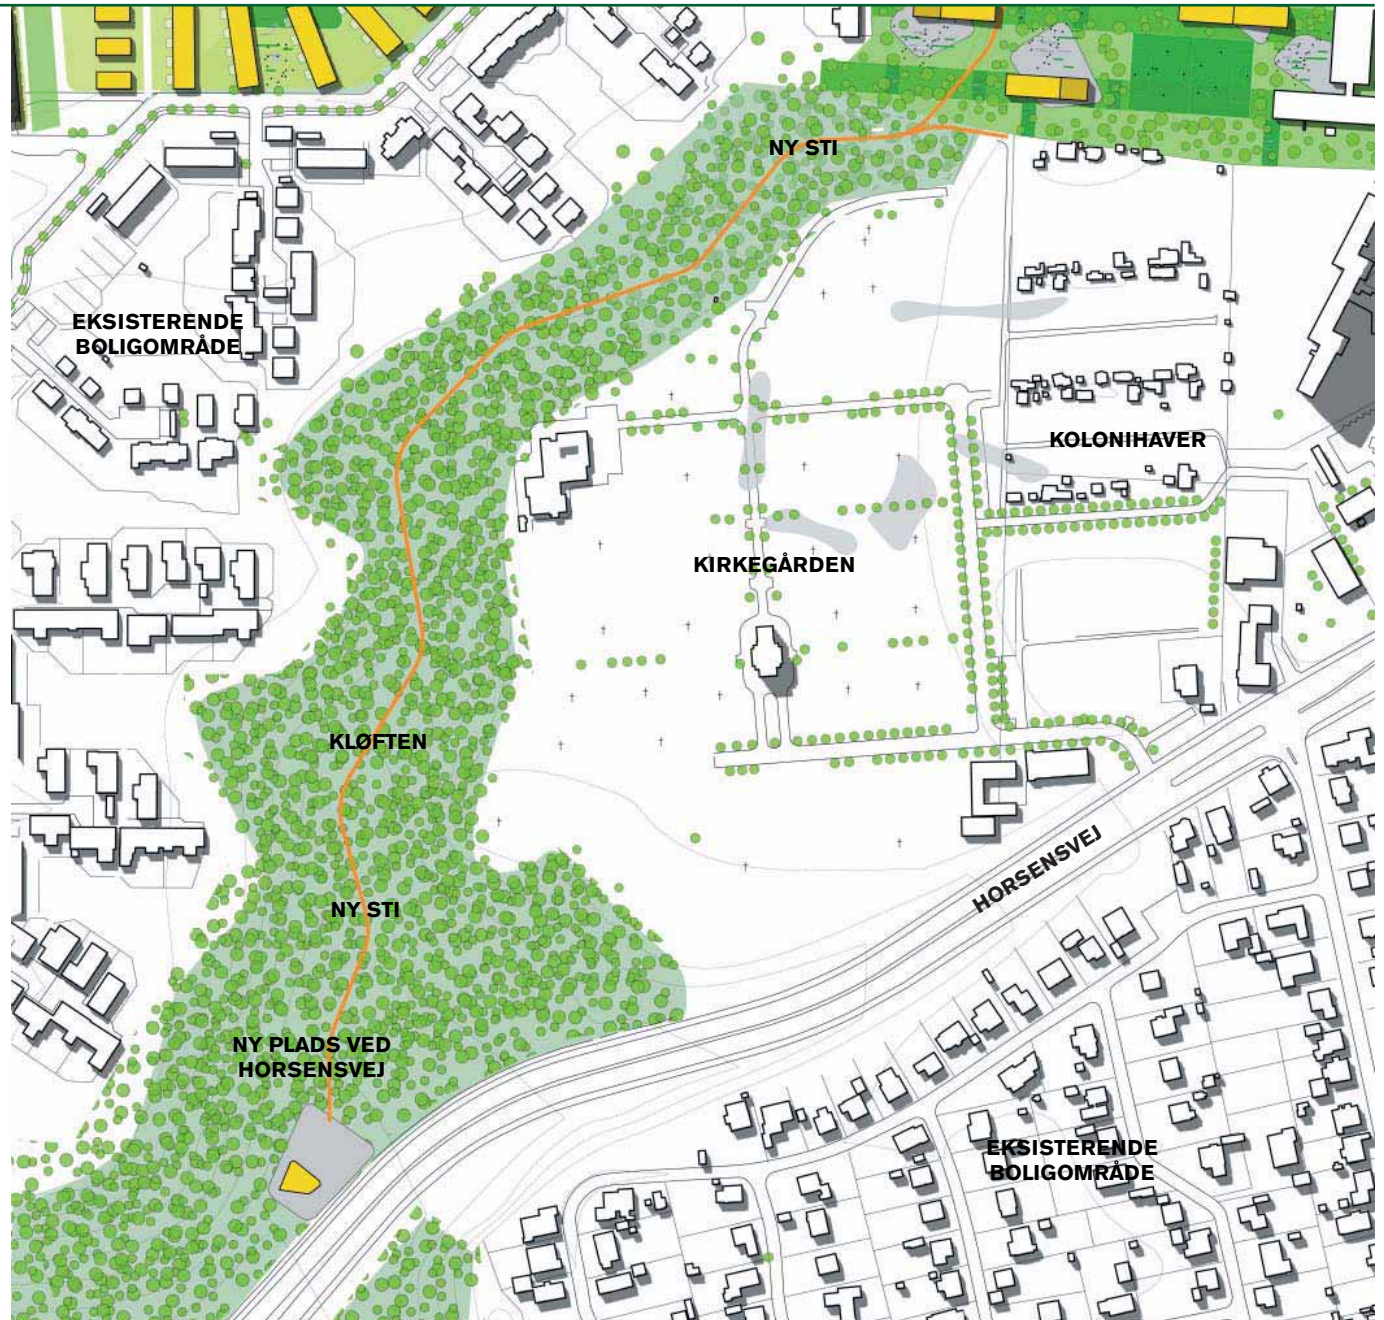 NY STI
EKSISTERENDE
BOLIGOMRÅDE
KOLONIHAVER
KIRKEGÅRDEN
KLØFTEN
HORSENSVEJ
NY STI
NY PLADS VED
HORSENSVEJ
EKSISTERENDE
BOLIGOMRÅDE